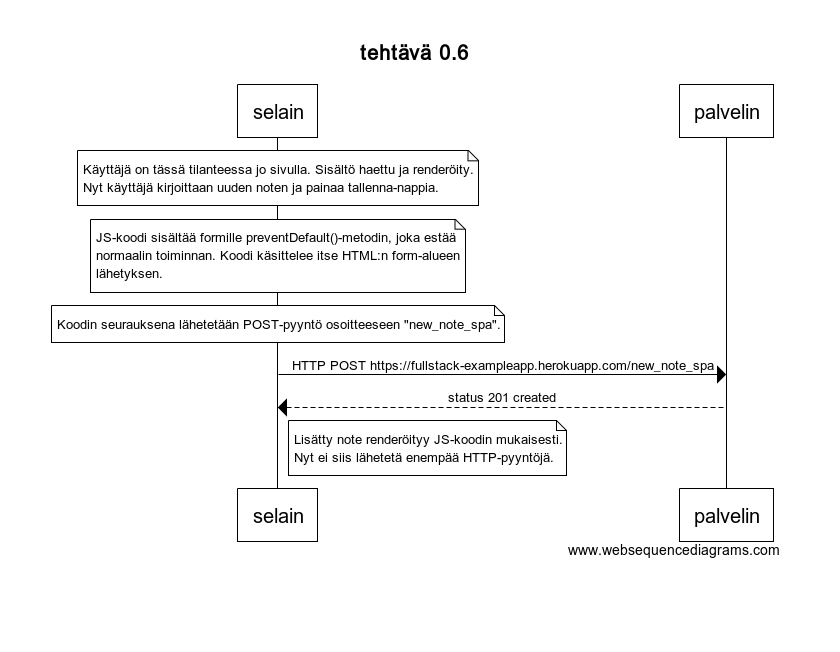 tehtävä 0.6
selain
palvelin
Käyttäjä on tässä tilanteessa jo sivulla. Sisältö haettu ja renderöity.
Nyt käyttäjä kirjoittaan uuden noten ja painaa tallenna-nappia.
JS-koodi sisältää formille preventDefault()-metodin, joka estää
normaalin toiminnan. Koodi käsittelee itse HTML:n form-alueen
lähetyksen.
Koodin seurauksena lähetetään POST-pyyntö osoitteeseen "new_note_spa".
HTTP POST https://fullstack-exampleapp.herokuapp.com/new_note_spa
status 201 created
Lisätty note renderöityy JS-koodin mukaisesti.
Nyt ei siis lähetetä enempää HTTP-pyyntöjä.
selain
palvelin
www.websequencediagrams.com